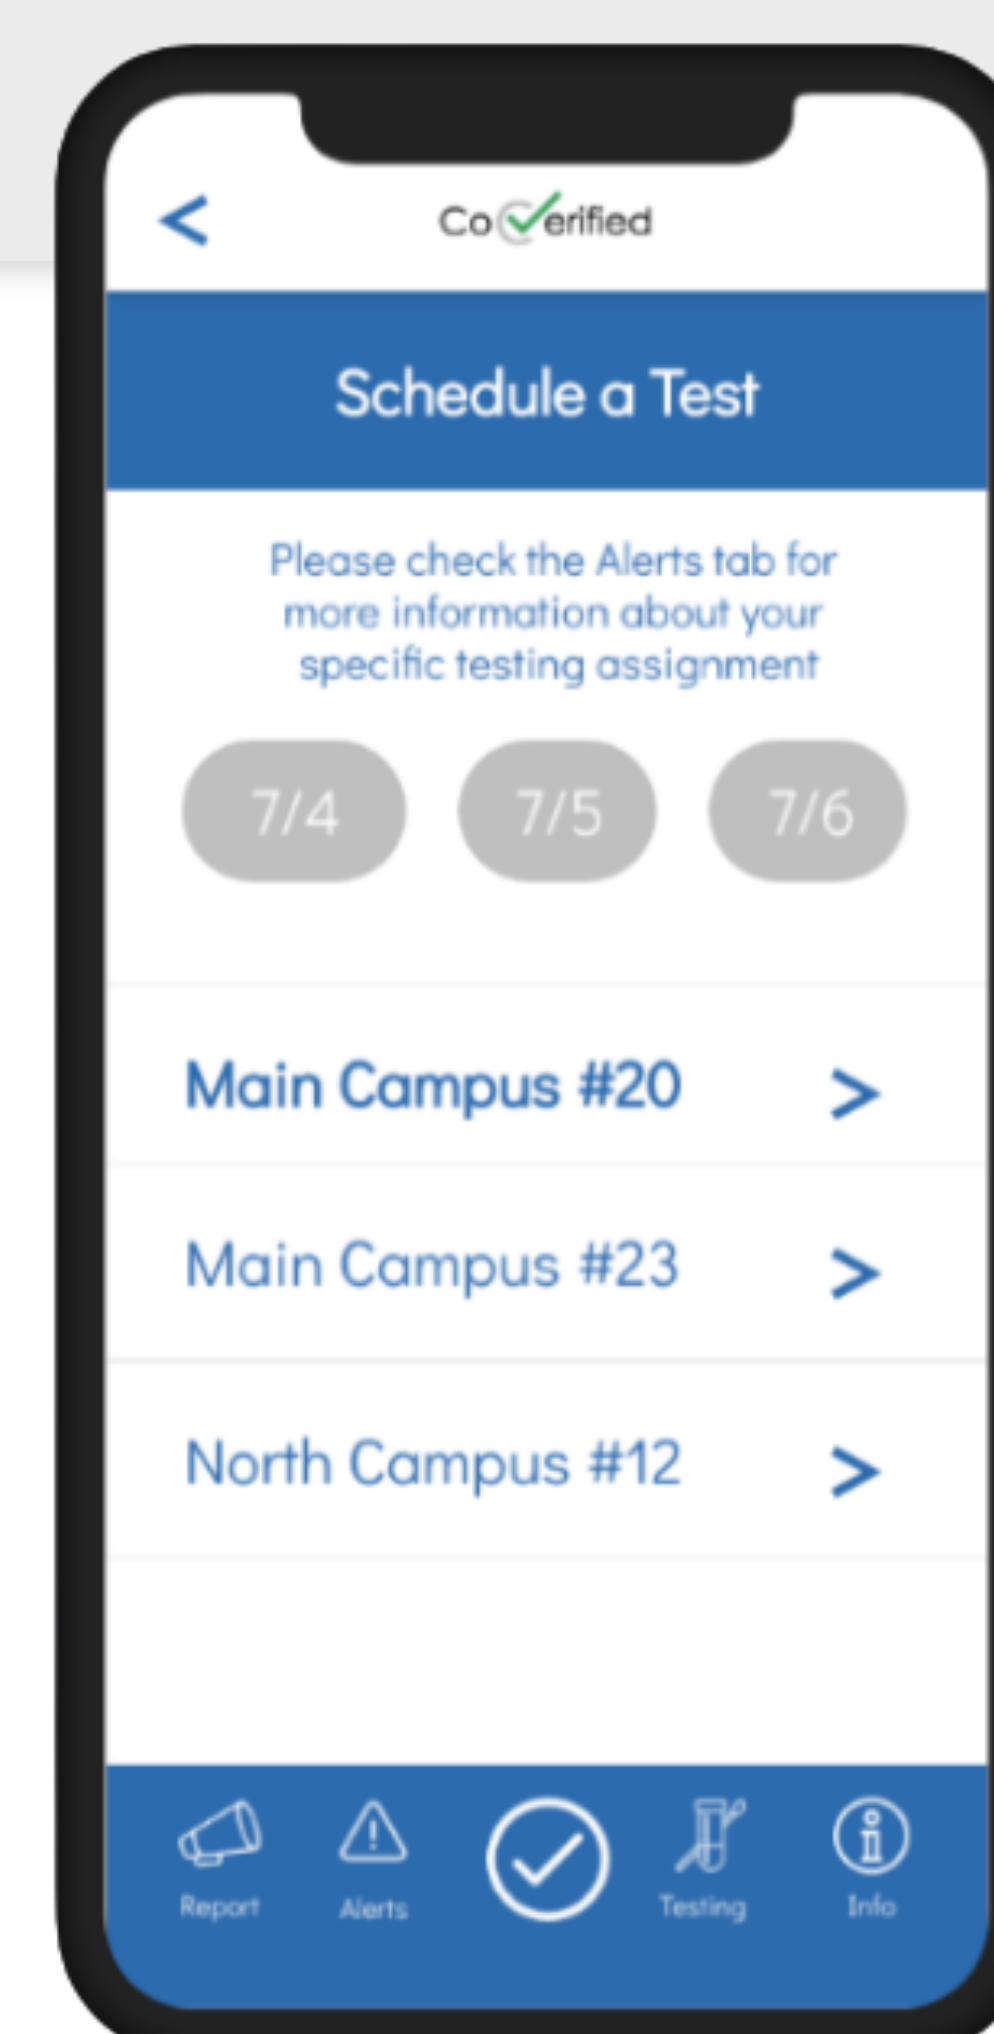 <
CoVerified
Schedule a Test
Please check the Alerts tab for
more information about your
specific testing assignment
7/4 7/5 7/6
Main Campus #20 >
Main Campus #23 >
North Campus #12 >
Report Alerts Testing Info